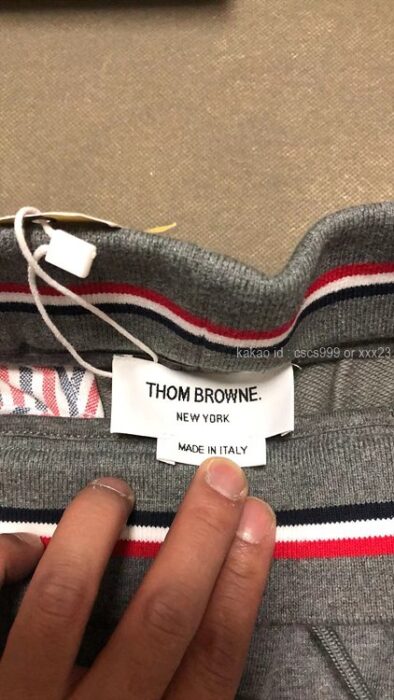 kakao id : cscs999 or xxx23
THOM BROWNE.
NEW YORK
MADE IN ITALY